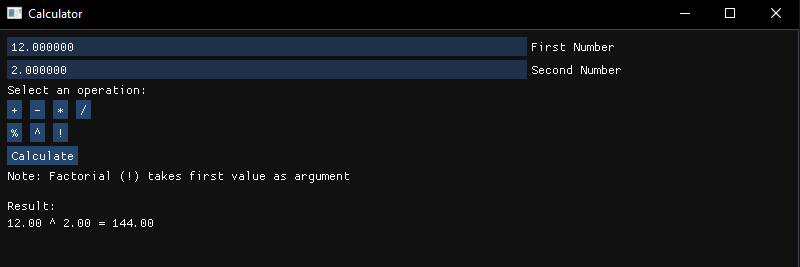 Calculator
12.000000 First Number
2.000000 Second Number
Select an operation:
+ - * /
% ^ !
Calculate
Note: Factorial (!) takes first value as argument
Result:
12.00 ^ 2.00 = 144.00